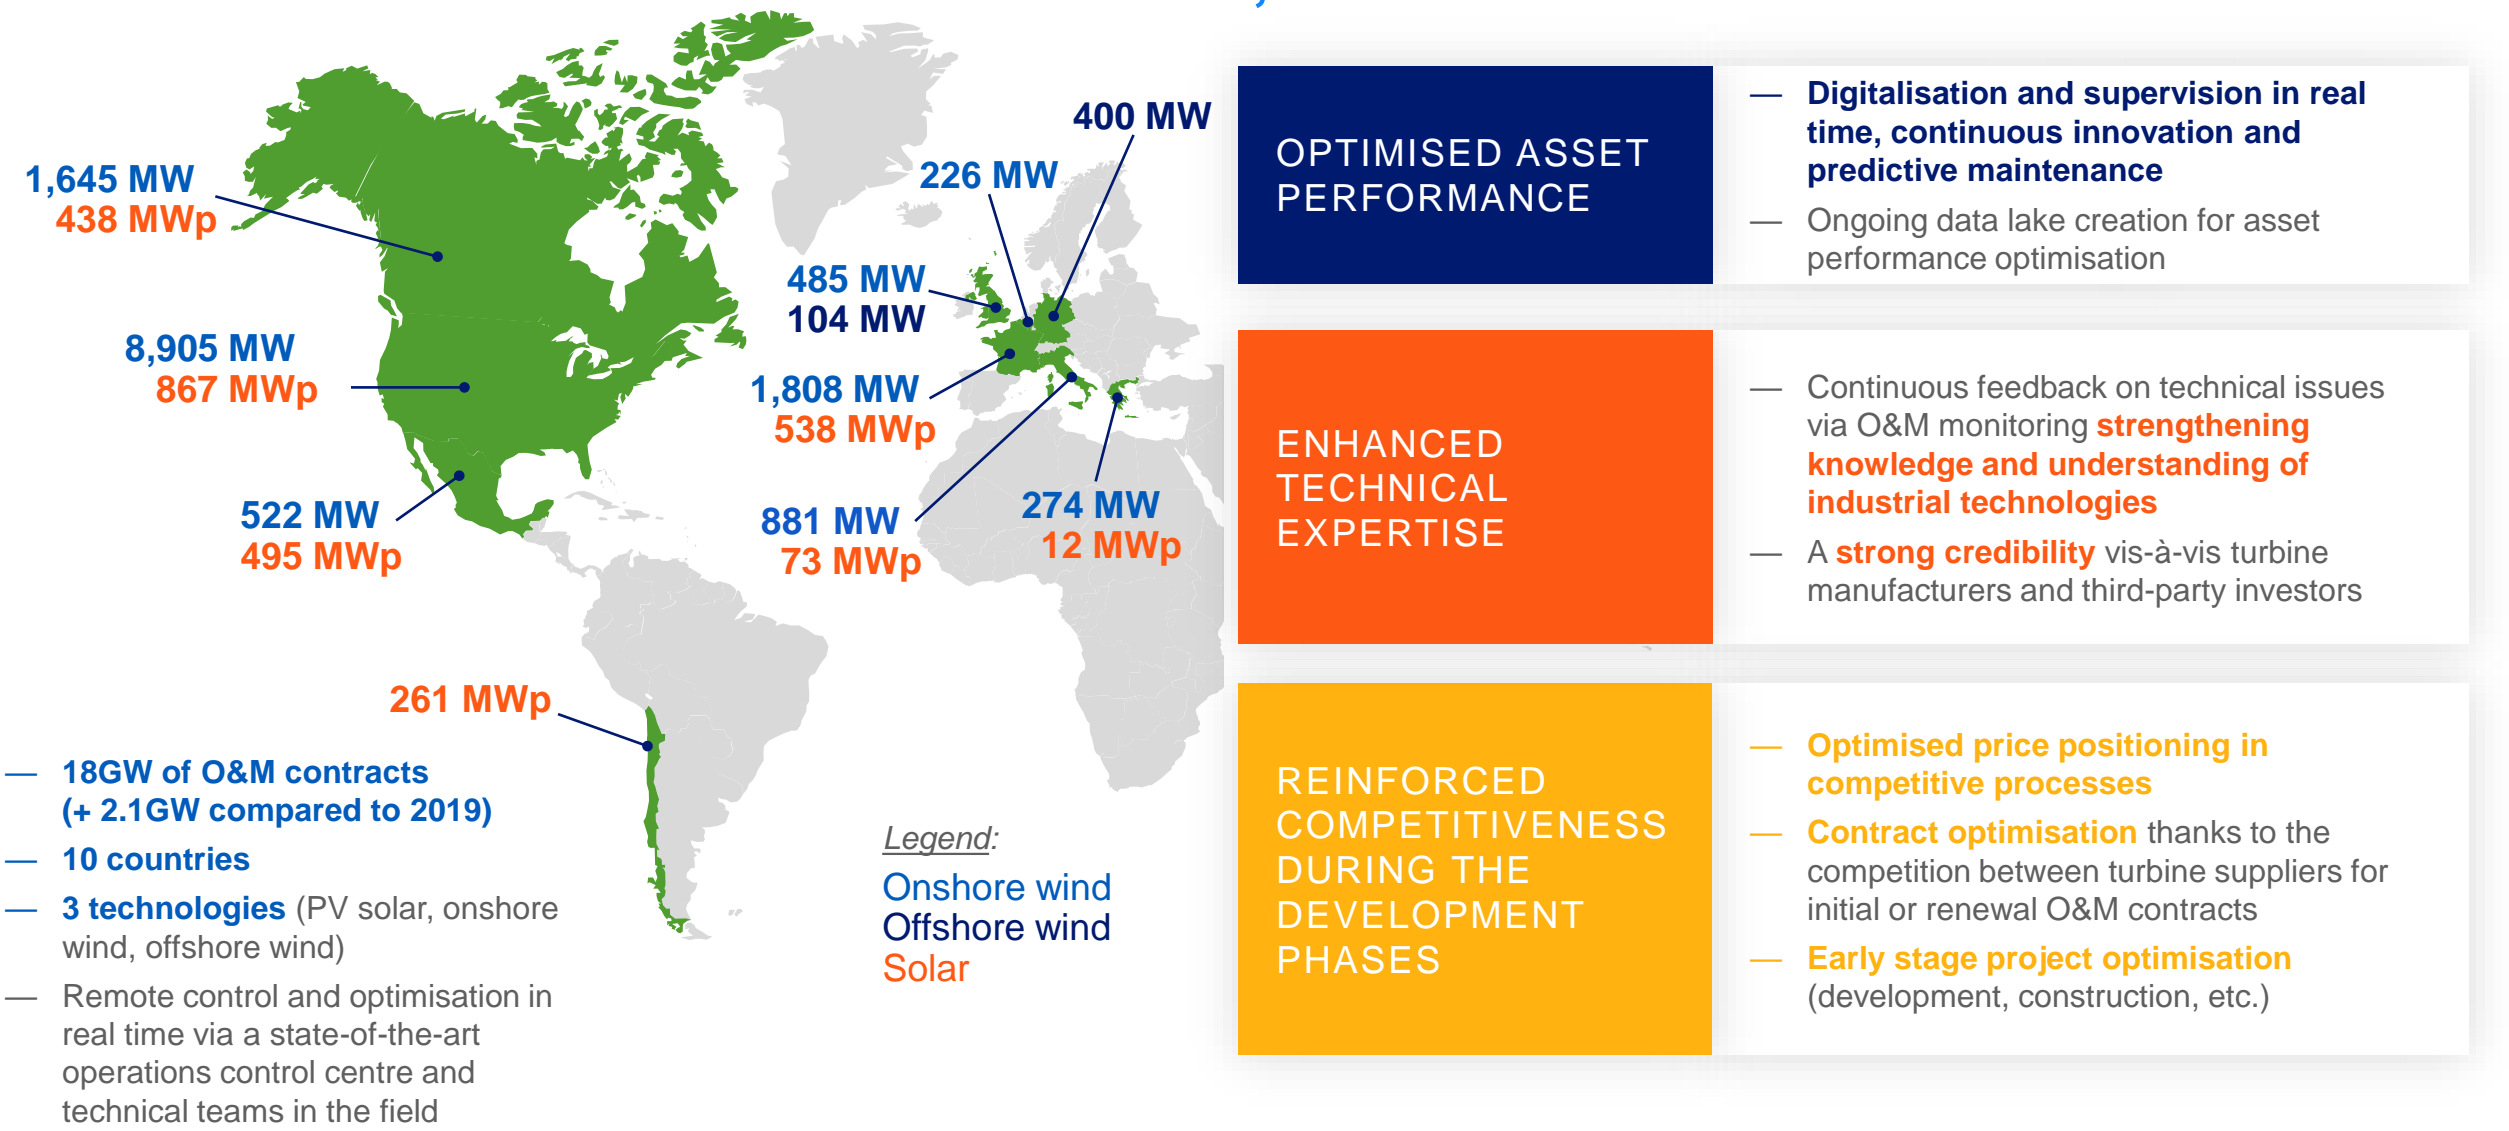 400 MW
226 MW
1,645 MW
438 MWp
485 MW
104 MW
8,905 MW
867 MWp
1,808 MW
538 MWp
522 MW
495 MWp
881 MW
73 MWp
274 MW
12 MWp
261 MWp
— 18GW of O&M contracts
(+ 2.1GW compared to 2019)
— 10 countries
— 3 technologies (PV solar, onshore
wind, offshore wind)
— Remote control and optimisation in
real time via a state-of-the-art
operations control centre and
technical teams in the field
Legend:
Onshore wind
Offshore wind
Solar
OPTIMISED ASSET
PERFORMANCE
— Digitalisation and supervision in real
time, continuous innovation and
predictive maintenance
— Ongoing data lake creation for asset
performance optimisation
ENHANCED
TECHNICAL
EXPERTISE
— Continuous feedback on technical issues
via O&M monitoring strengthening
knowledge and understanding of
industrial technologies
— A strong credibility vis-à-vis turbine
manufacturers and third-party investors
REINFORCED
COMPETITIVENESS
DURING THE
DEVELOPMENT
PHASES
— Optimised price positioning in
competitive processes
— Contract optimisation thanks to the
competition between turbine suppliers for
initial or renewal O&M contracts
— Early stage project optimisation
(development, construction, etc.)